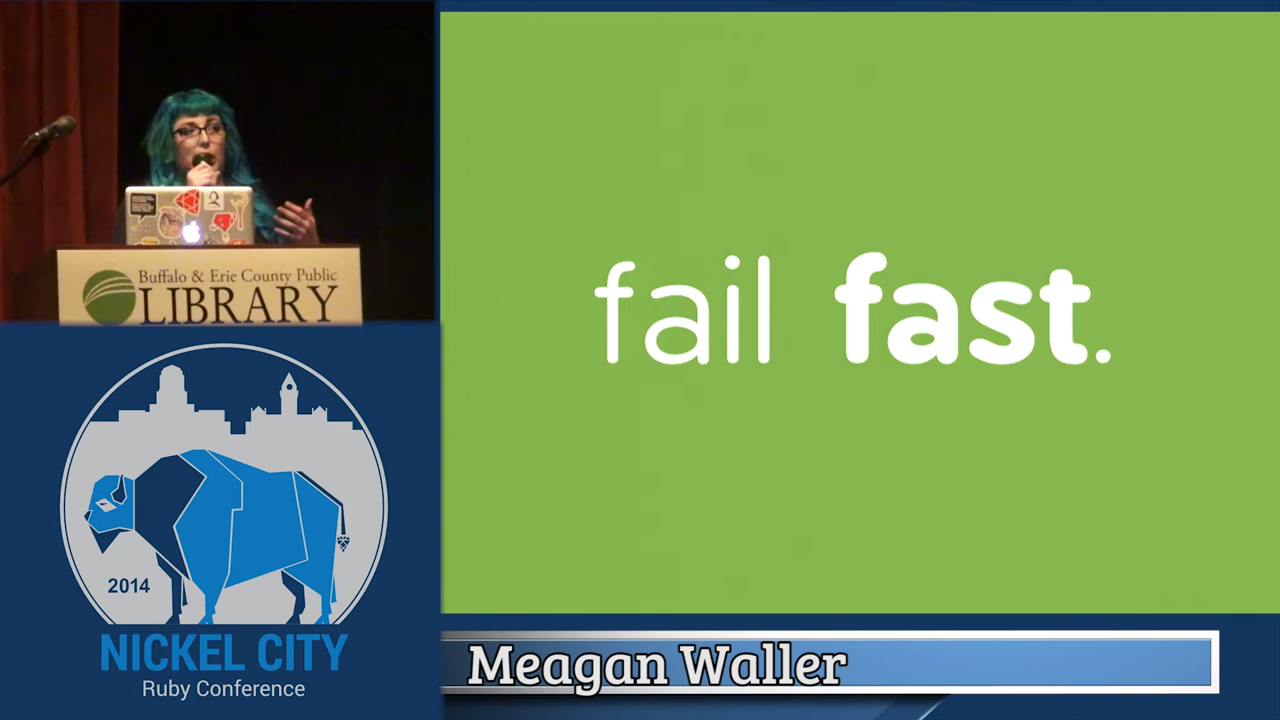 fail fast.
Buffalo & Erie County Public
LIBRARY
2014
NICKEL CITY
Ruby Conference
Meagan Waller